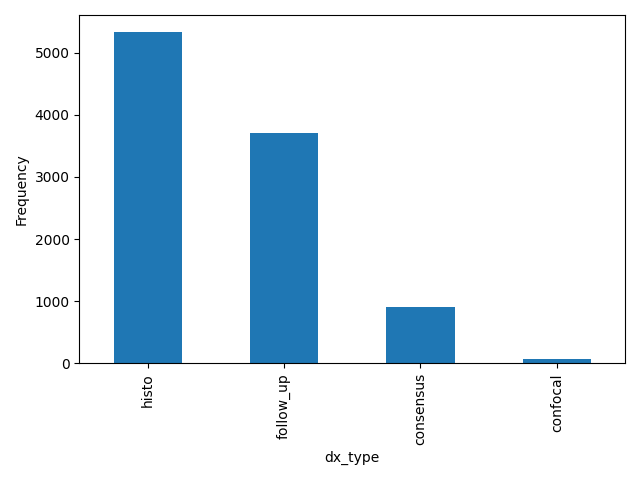 Frequency
5000
4000
3000
2000
1000
0
histo
follow_up
consensus
confocal
dx_type